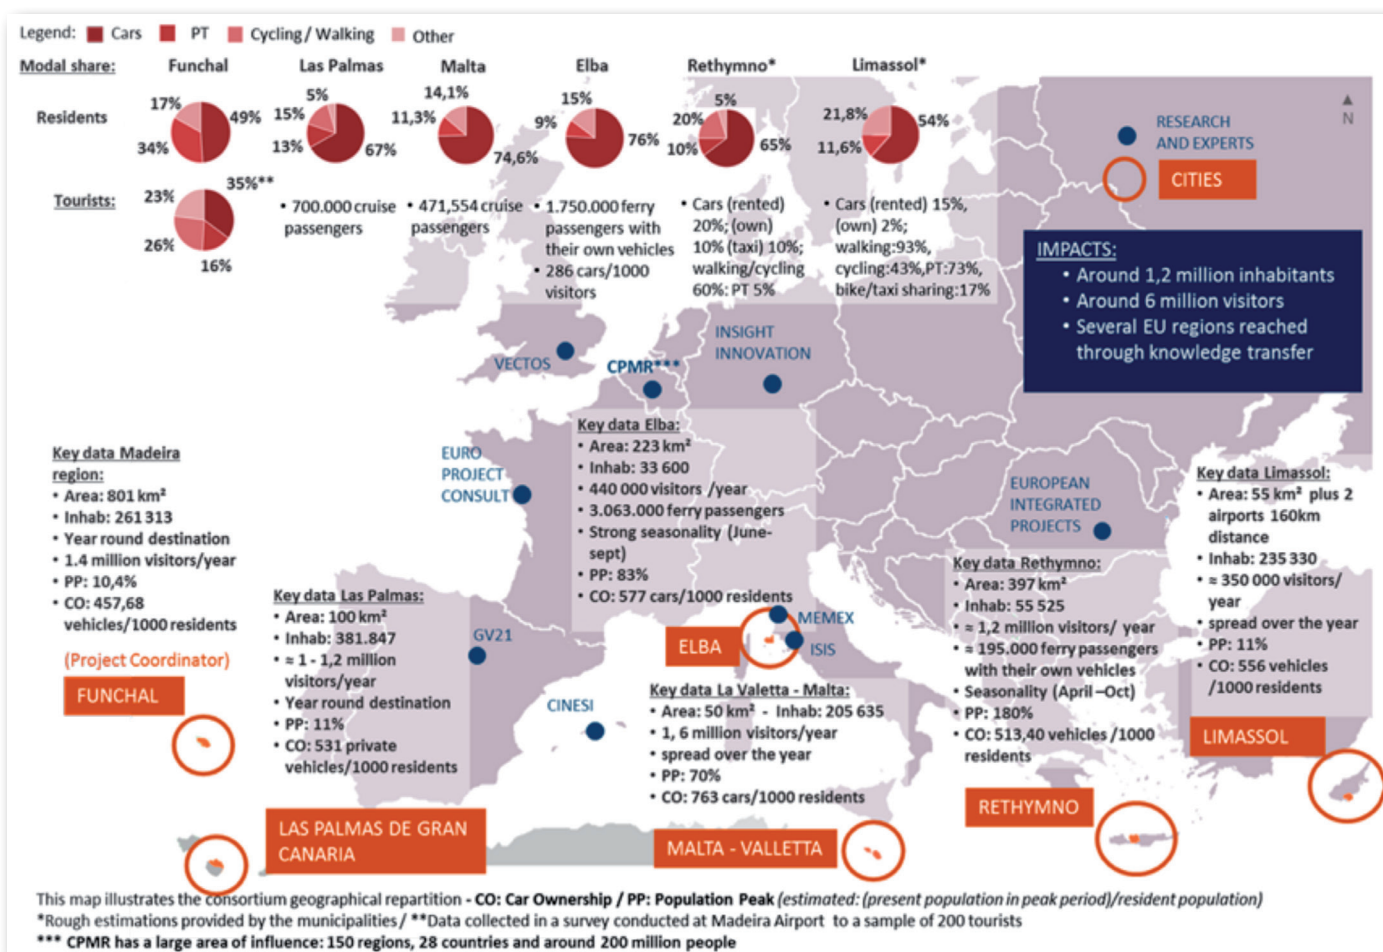 Legend: Cars PT Cycling/ Walking Other
Modal share: Funchal Las Palmas Malta Elba Rethymno* Limassol*
Residents
17% 49% 34%
5% 15% 13% 67%
14,1% 11,3% 74,6%
15% 9% 76%
5% 20% 10% 65%
21,8% 54% 11,6%
Tourists:
35%** 23% 26% 16%
• 700.000 cruise
passengers
• 471,554 cruise
passengers
• 1.750.000 ferry
passengers with
their own vehicles
• 286 cars/1000
visitors
• Cars (rented)
20%; (own)
10% (taxi) 10%;
walking/cycling
60%: PT 5%
• Cars (rented) 15%,
(own) 2%;
walking:93%,
cycling:43%,PT:73%,
bike/taxi sharing:17%
N
RESEARCH
AND EXPERTS
CITIES
IMPACTS:
• Around 1,2 million inhabitants
• Around 6 million visitors
• Several EU regions reached
through knowledge transfer
VECTOS
CPMR***
INSIGHT
INNOVATION
EURO
PROJECT
CONSULT
EUROPEAN
INTEGRATED
PROJECTS
GV21
CINESI
MEMEX
ISIS
Key data Madeira
region:
• Area: 801 km²
• Inhab: 261 313
• Year round destination
• 1.4 million visitors/year
• PP: 10,4%
• CO: 457,68
vehicles/1000 residents
(Project Coordinator)
FUNCHAL
Key data Las Palmas:
• Area: 100 km²
• Inhab: 381.847
• ≈ 1 - 1,2 million
visitors/year
• Year round destination
• PP: 11%
• CO: 531 private
vehicles/1000 residents
LAS PALMAS DE GRAN
CANARIA
Key data Elba:
• Area: 223 km²
• Inhab: 33 600
• 440 000 visitors /year
• 3.063.000 ferry passengers
• Strong seasonality (June-
sept)
• PP: 83%
• CO: 577 cars/1000 residents
ELBA
Key data La Valetta - Malta:
• Area: 50 km² - Inhab: 205 635
• 1, 6 million visitors/year
• spread over the year
• PP: 70%
• CO: 763 cars/1000 residents
MALTA - VALLETTA
Key data Rethymno:
• Area: 397 km²
• Inhab: 55 525
• ≈ 1,2 million visitors/ year
• ≈ 195.000 ferry passengers
with their own vehicles
• Seasonality (April –Oct)
• PP: 180%
• CO: 513,40 vehicles /1000
residents
RETHYMNO
Key data Limassol:
• Area: 55 km² plus 2
airports 160km
distance
• Inhab: 235 330
• ≈ 350 000 visitors/
year
• spread over the year
• PP: 11%
• CO: 556 vehicles
/1000 residents
LIMASSOL
This map illustrates the consortium geographical repartition - CO: Car Ownership / PP: Population Peak (estimated: (present population in peak period)/resident population)
*Rough estimations provided by the municipalities / **Data collected in a survey conducted at Madeira Airport to a sample of 200 tourists
*** CPMR has a large area of influence: 150 regions, 28 countries and around 200 million people